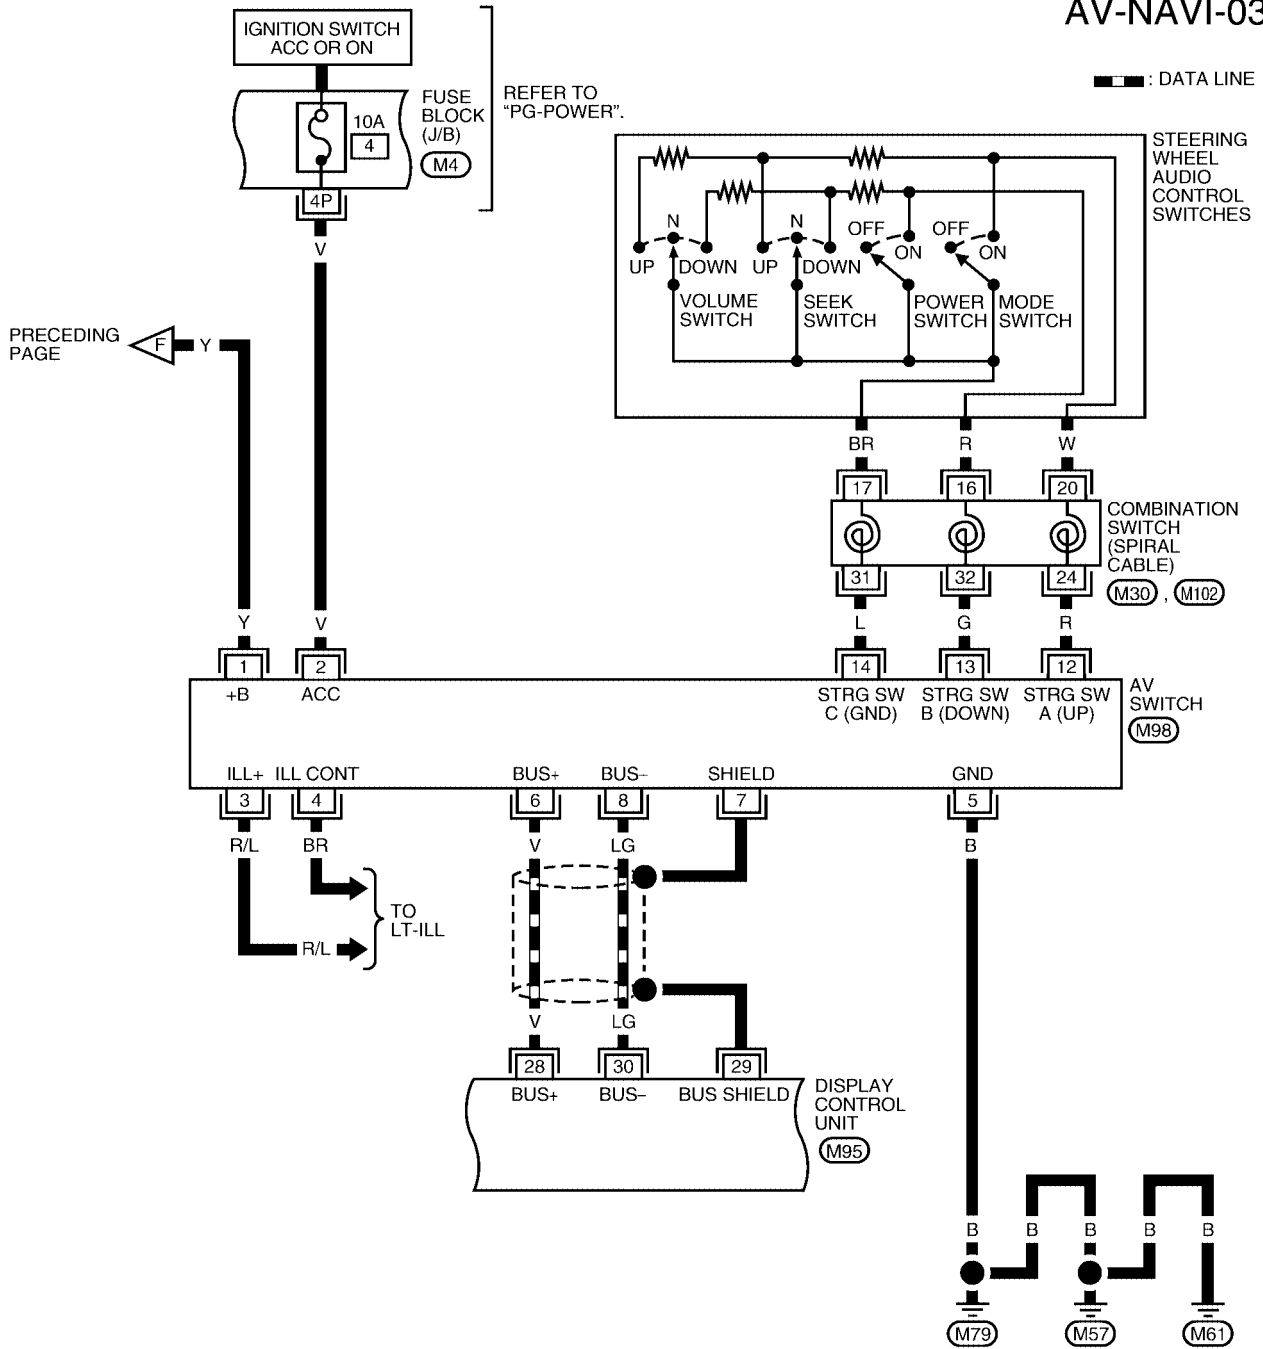 AV-NAVI-03
IGNITION SWITCH
ACC OR ON
FUSE
BLOCK
(J/B)
M4
10A
4
4P
REFER TO
"PG-POWER".
: DATA LINE
STEERING
WHEEL
AUDIO
CONTROL
SWITCHES
N
N
OFF
OFF
ON
ON
UP
DOWN
UP
DOWN
VOLUME
SWITCH
SEEK
SWITCH
POWER
SWITCH
MODE
SWITCH
V
PRECEDING
PAGE
F
Y
BR
R
W
17
16
20
COMBINATION
SWITCH
(SPIRAL
CABLE)
M30 , M102
31
32
24
Y
V
L
G
R
1
2
14
13
12
+B
ACC
STRG SW
C (GND)
STRG SW
B (DOWN)
STRG SW
A (UP)
AV
SWITCH
M98
ILL+
ILL CONT
BUS+
BUS–
SHIELD
GND
3
4
6
8
7
5
R/L
BR
V
LG
B
TO
LT-ILL
R/L
V
LG
28
30
29
BUS+
BUS–
BUS SHIELD
DISPLAY
CONTROL
UNIT
M95
B
B
B
B
B
M79
M57
M61